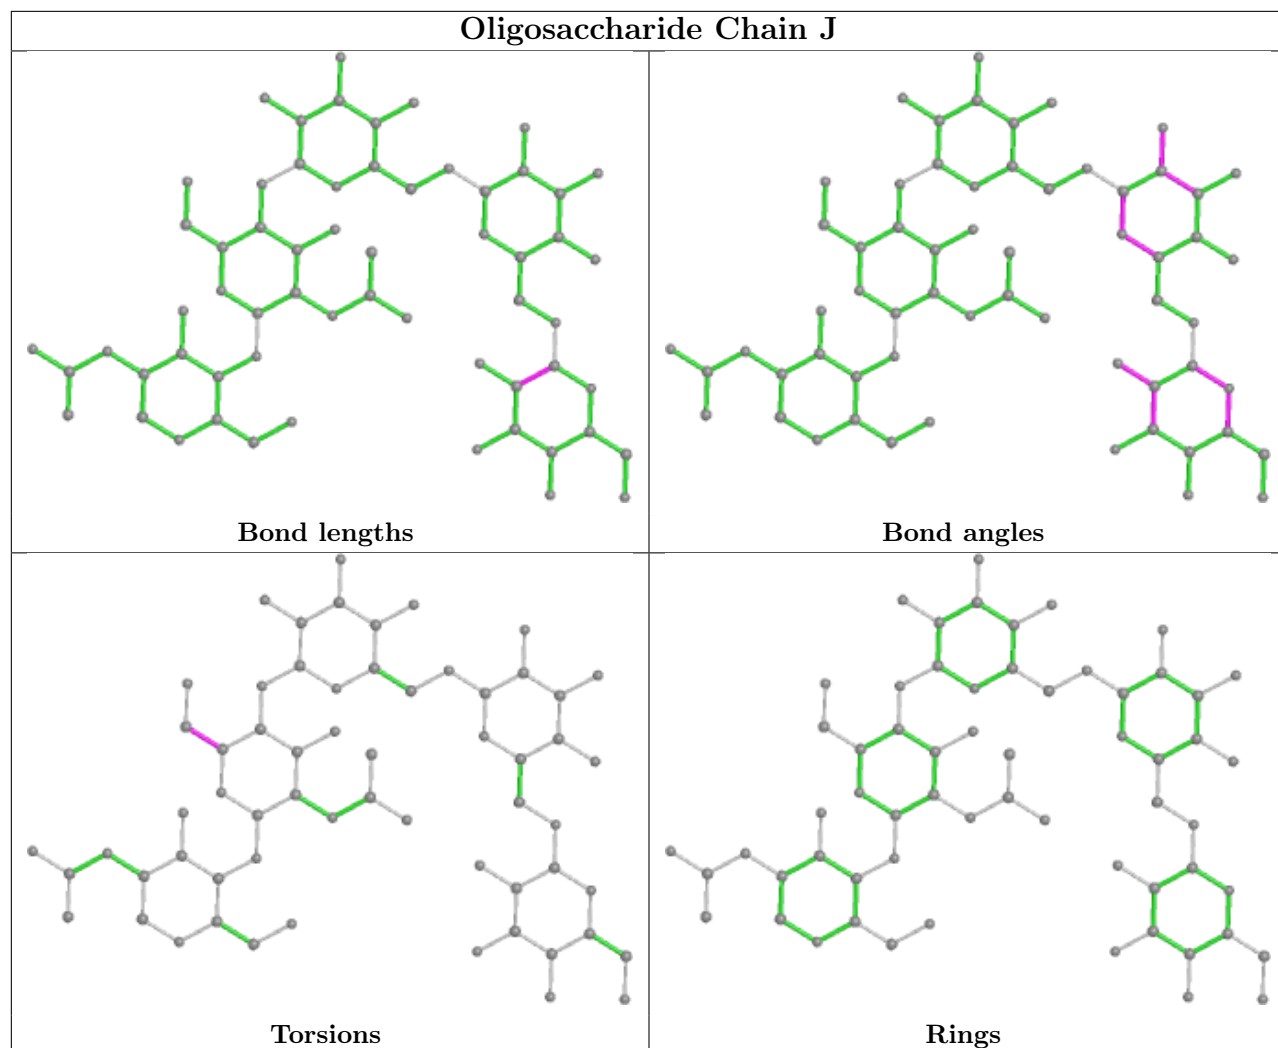 Oligosaccharide Chain J
Bond lengths
Bond angles
Torsions
Rings